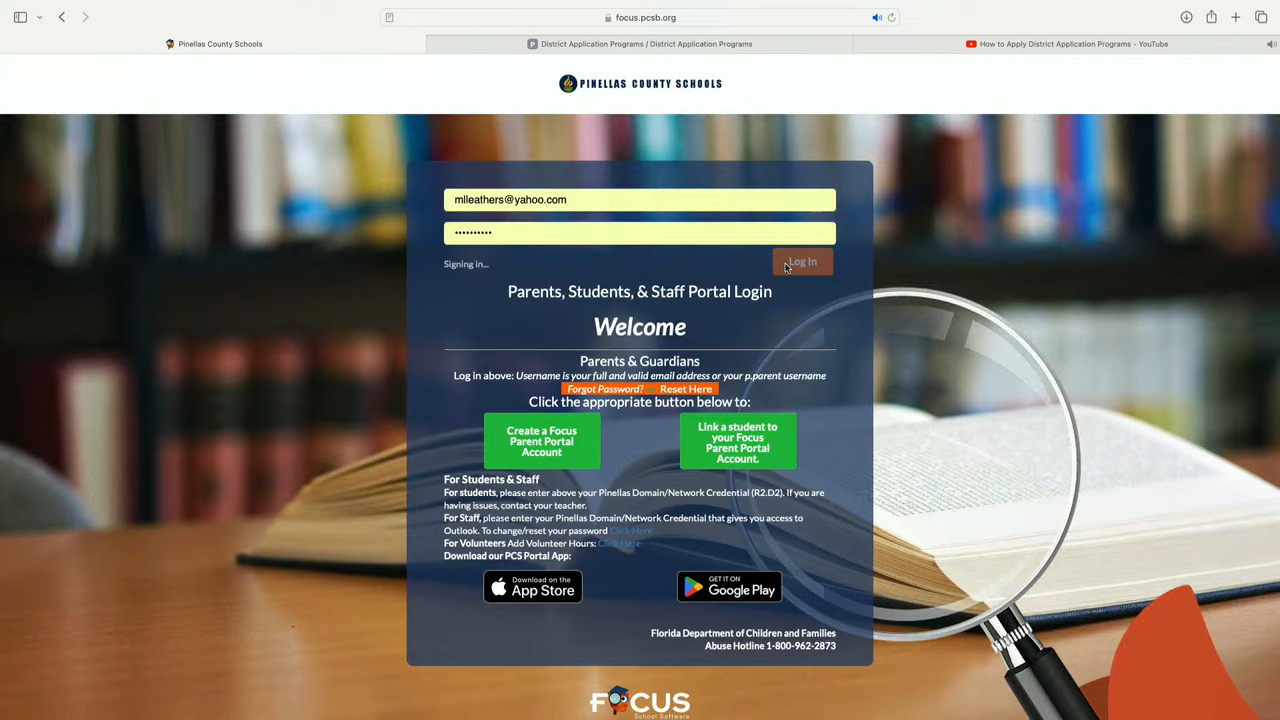 focus.pcsb.org
Pinellas County Schools
District Application Programs / District Application Programs
How to Apply District Application Programs - YouTube
PINELLAS COUNTY SCHOOLS
mlleathers@yahoo.com
••••••••••
Signing in...
Log In
Parents, Students, & Staff Portal Login
Welcome
Parents & Guardians
Log in above: Username is your full and valid email address or your p.parent username
Forgot Password? Reset Here
Click the appropriate button below to:
Create a Focus
Parent Portal
Account
Link a student to
your Focus
Parent Portal
Account.
For Students & Staff
For students, please enter above your Pinellas Domain/Network Credential (R2.D2). If you are
having issues, contact your teacher.
For Staff, please enter your Pinellas Domain/Network Credential that gives you access to
Outlook. To change/reset your password Click Here
For Volunteers Add Volunteer Hours: Click Here
Download our PCS Portal App:
Download on the
App Store
GET IT ON
Google Play
Florida Department of Children and Families
Abuse Hotline 1-800-962-2873
FOCUS
School Software